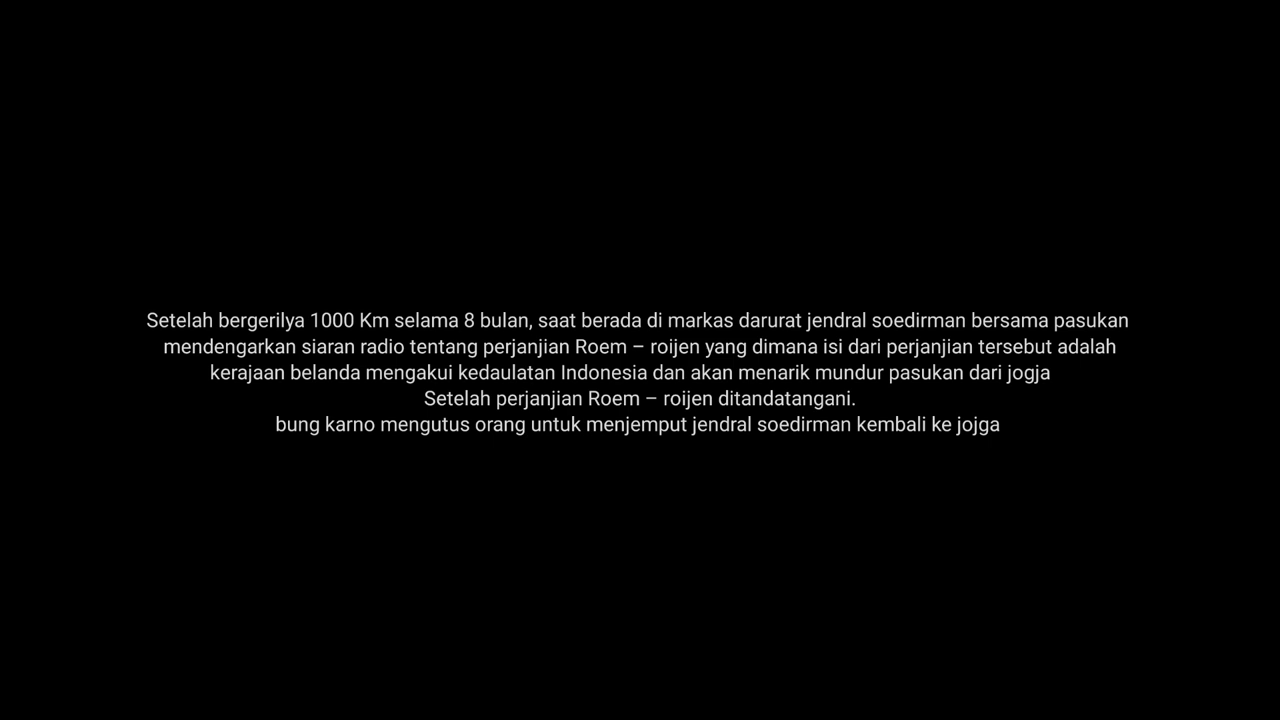 Setelah bergerilya 1000 Km selama 8 bulan, saat berada di markas darurat jendral soedirman bersama pasukan
mendengarkan siaran radio tentang perjanjian Roem – roijen yang dimana isi dari perjanjian tersebut adalah
kerajaan belanda mengakui kedaulatan Indonesia dan akan menarik mundur pasukan dari jogja
Setelah perjanjian Roem – roijen ditandatangani.
bung karno mengutus orang untuk menjemput jendral soedirman kembali ke jojga